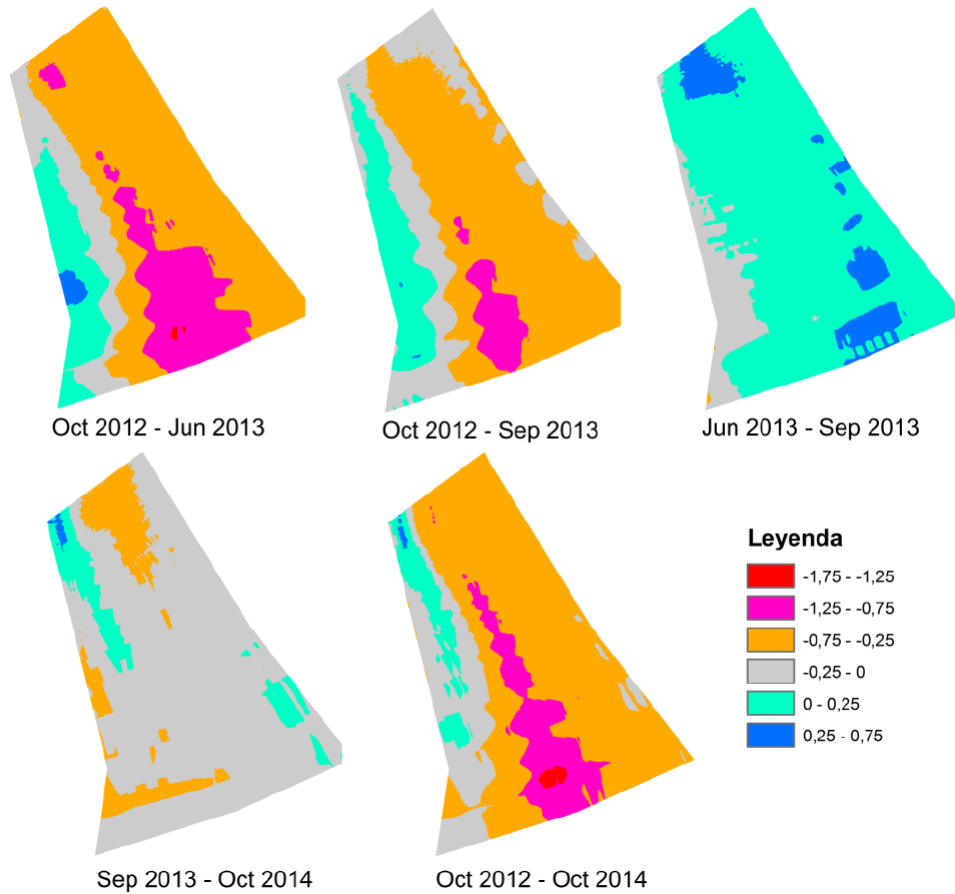 Oct 2012 - Jun 2013
Oct 2012 - Sep 2013
Jun 2013 - Sep 2013
Sep 2013 - Oct 2014
Oct 2012 - Oct 2014
Leyenda
-1,75 - -1,25
-1,25 - -0,75
-0,75 - -0,25
-0,25 - 0
0 - 0,25
0,25 - 0,75